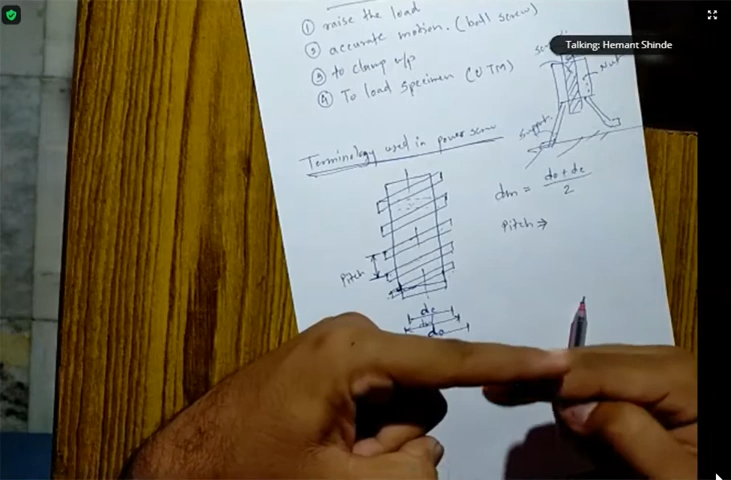 ① raise the load
② accurate motion. (ball screw)
③ to clamp w/p
④ To load specimen (UTM)
Talking: Hemant Shinde
Nut
Support
Terminology used in power screw
dm = do + dc / 2
Pitch ⇒
Pitch
dc
dm
do